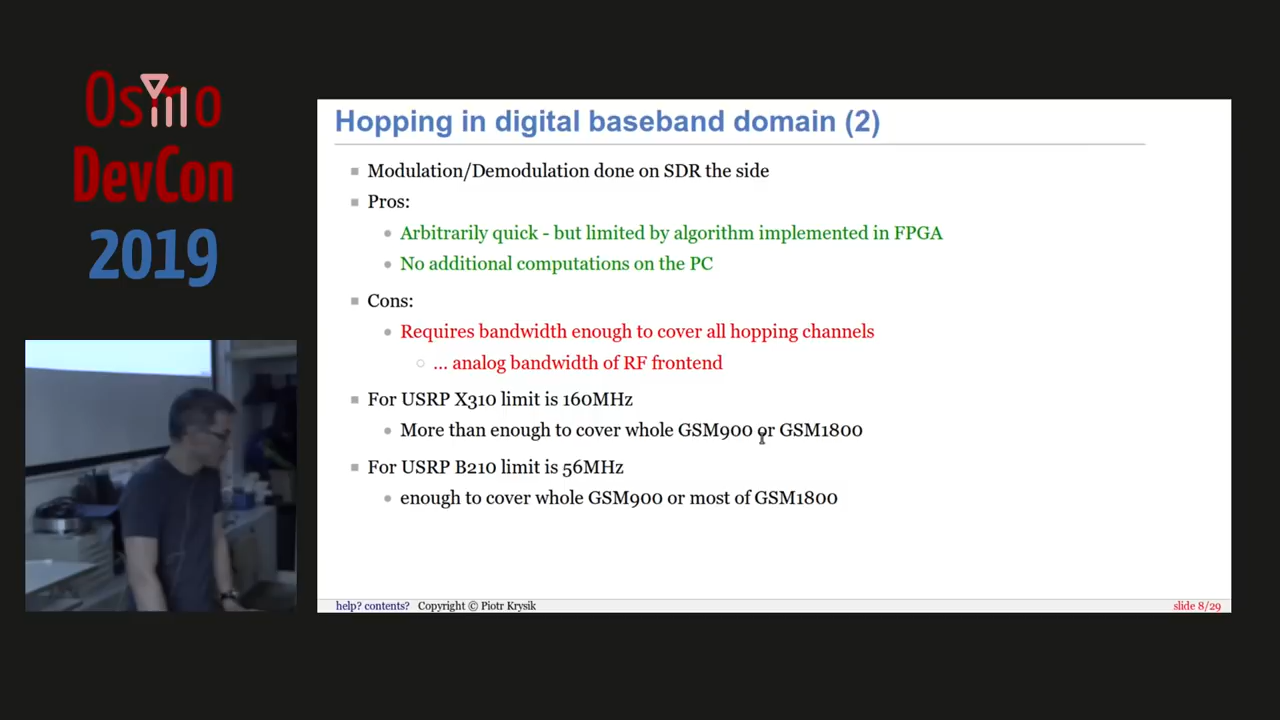 Osmo
DevCon
2019
Hopping in digital baseband domain (2)
Modulation/Demodulation done on SDR the side
Pros:
Arbitrarily quick - but limited by algorithm implemented in FPGA
No additional computations on the PC
Cons:
Requires bandwidth enough to cover all hopping channels
... analog bandwidth of RF frontend
For USRP X310 limit is 160MHz
More than enough to cover whole GSM900 or GSM1800
For USRP B210 limit is 56MHz
enough to cover whole GSM900 or most of GSM1800
help? contents? Copyright © Piotr Krysik
slide 8/29